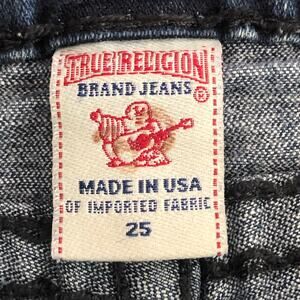 TRUE RELIGION
BRAND JEANS ®
MADE IN USA
OF IMPORTED FABRIC
25